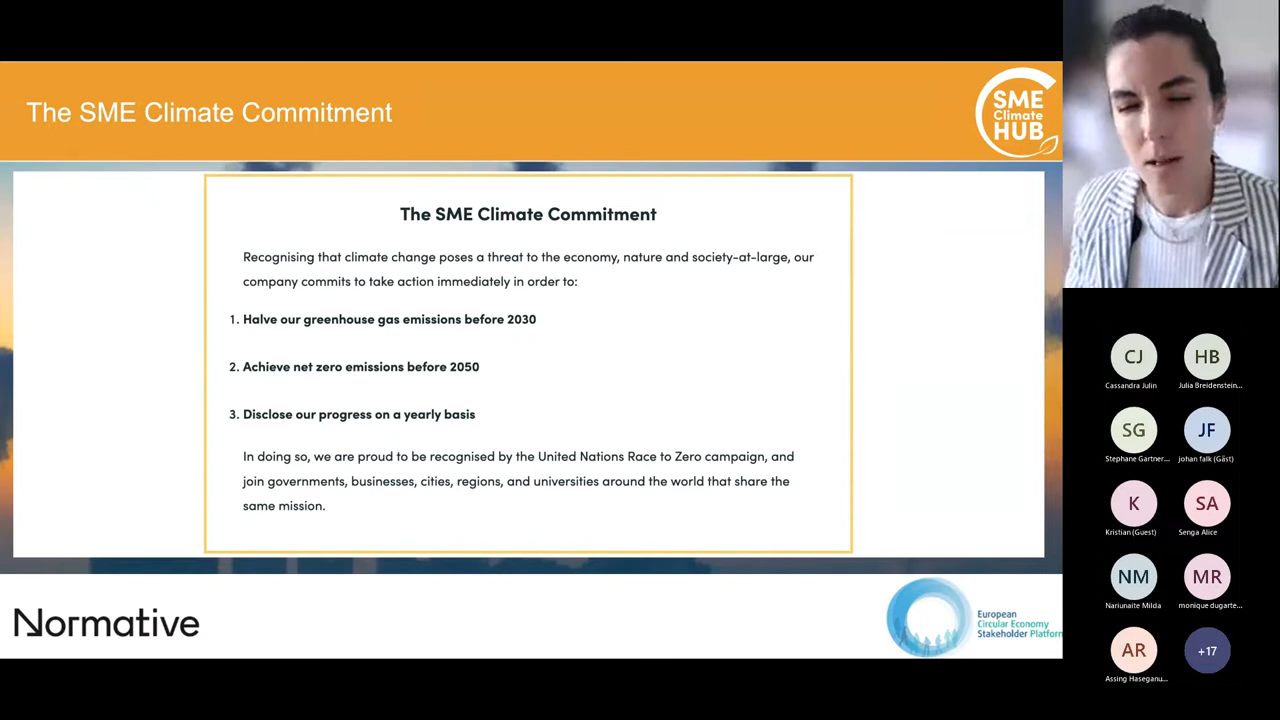 The SME Climate Commitment
SME
Climate
HUB
The SME Climate Commitment
Recognising that climate change poses a threat to the economy, nature and society-at-large, our
company commits to take action immediately in order to:
1. Halve our greenhouse gas emissions before 2030
2. Achieve net zero emissions before 2050
3. Disclose our progress on a yearly basis
In doing so, we are proud to be recognised by the United Nations Race to Zero campaign, and
join governments, businesses, cities, regions, and universities around the world that share the
same mission.
Normative
European
Circular Economy
Stakeholder Platform
CJ
Cassandra Julin
HB
Julia Breidenstein...
SG
Stephane Gartner...
JF
johan falk (Gäst)
K
Kristian (Guest)
SA
Senga Alice
NM
Nariunaite Milda
MR
monique dugarte...
AR
Assing Haseganu...
+17